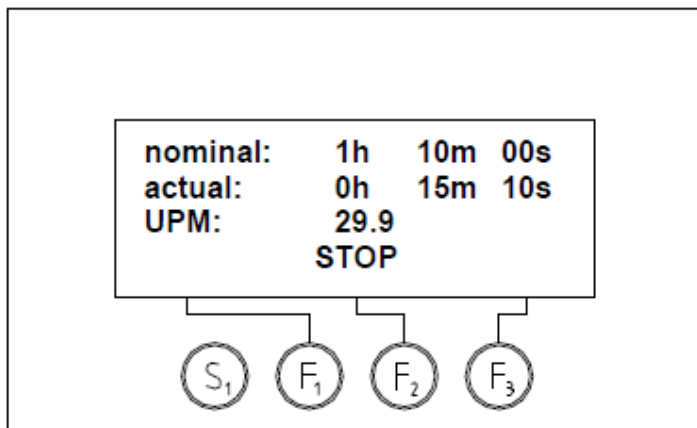 nominal: 1h 10m 00s
actual: 0h 15m 10s
UPM: 29.9
STOP
S₁ F₁ F₂ F₃